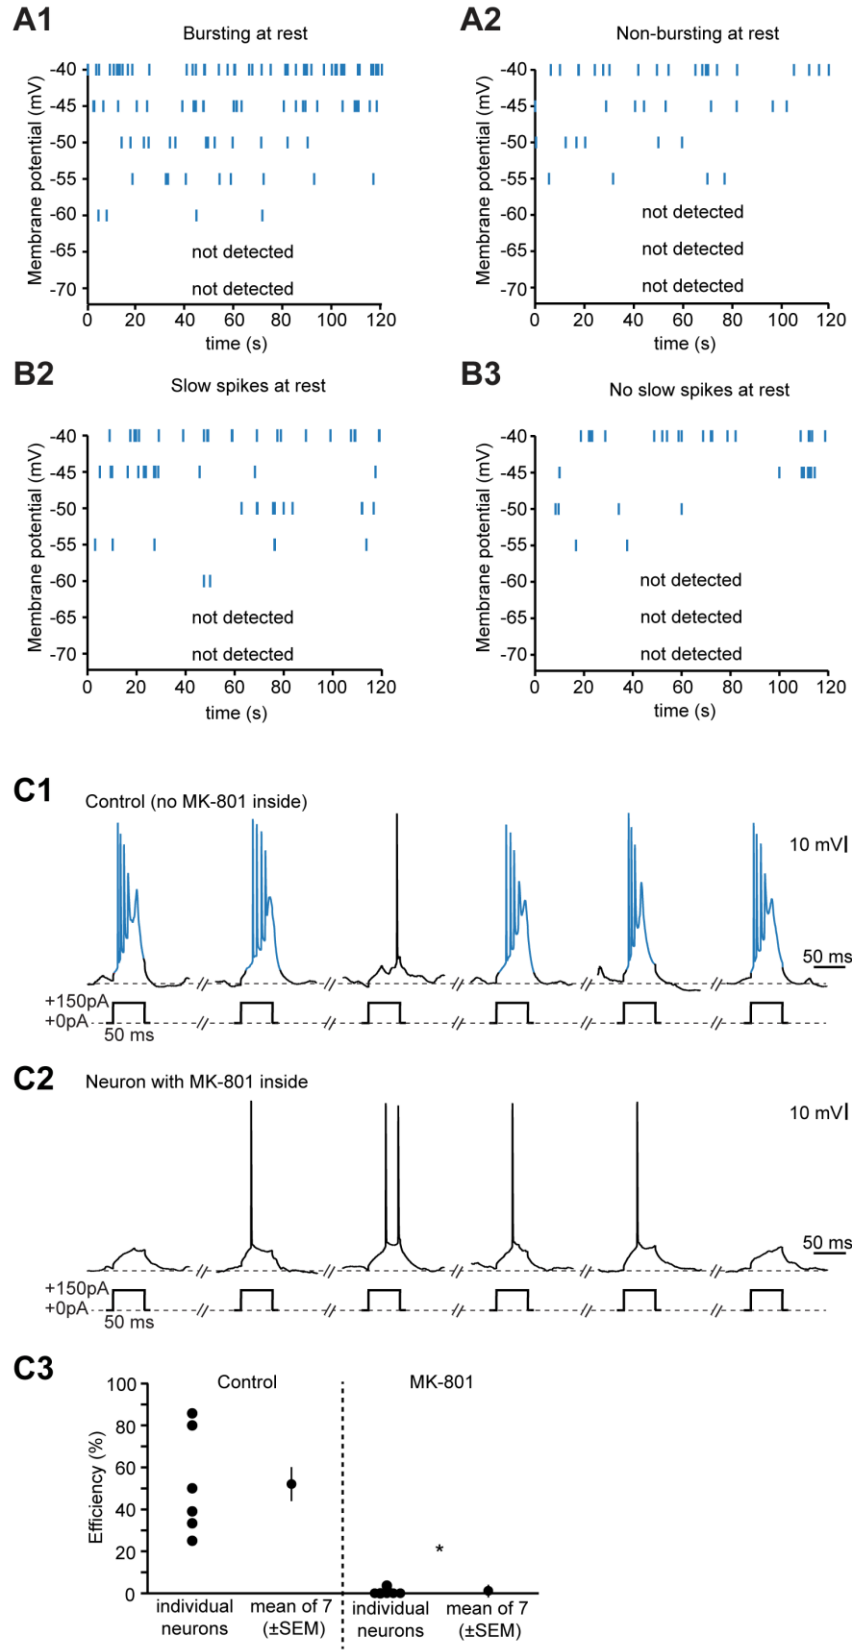 A1
Bursting at rest
Membrane potential (mV)
-40
-45
-50
-55
-60
-65
-70
not detected
not detected
0 20 40 60 80 100 120
time (s)
A2
Non-bursting at rest
Membrane potential (mV)
-40
-45
-50
-55
-60
-65
-70
not detected
not detected
not detected
0 20 40 60 80 100 120
time (s)
B2
Slow spikes at rest
Membrane potential (mV)
-40
-45
-50
-55
-60
-65
-70
not detected
not detected
0 20 40 60 80 100 120
time (s)
B3
No slow spikes at rest
Membrane potential (mV)
-40
-45
-50
-55
-60
-65
-70
not detected
not detected
not detected
0 20 40 60 80 100 120
time (s)
C1
Control (no MK-801 inside)
10 mV
50 ms
+150pA
+0pA
50 ms
C2
Neuron with MK-801 inside
10 mV
50 ms
+150pA
+0pA
50 ms
C3
Control
MK-801
Efficiency (%)
100
80
60
40
20
0
*
individual
neurons
mean of 7
(±SEM)
individual
neurons
mean of 7
(±SEM)